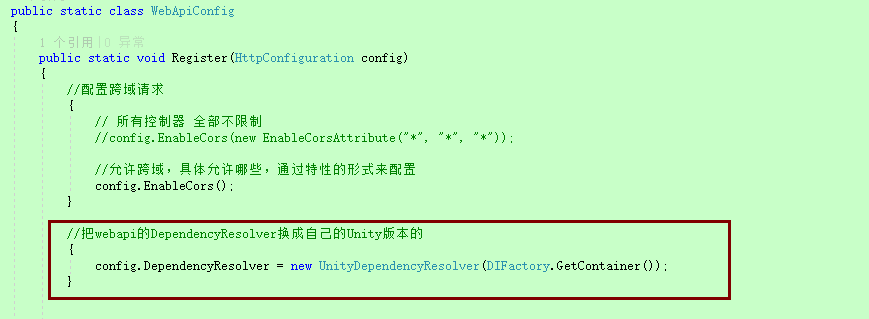 public static class WebApiConfig
{
1 个引用|0 异常
public static void Register(HttpConfiguration config)
{
//配置跨域请求
{
// 所有控制器 全部不限制
//config.EnableCors(new EnableCorsAttribute("*", "*", "*"));
//允许跨域，具体允许哪些，通过特性的形式来配置
config.EnableCors();
}
//把webapi的DependencyResolver换成自己的Unity版本的
{
config.DependencyResolver = new UnityDependencyResolver(DIFactory.GetContainer());
}